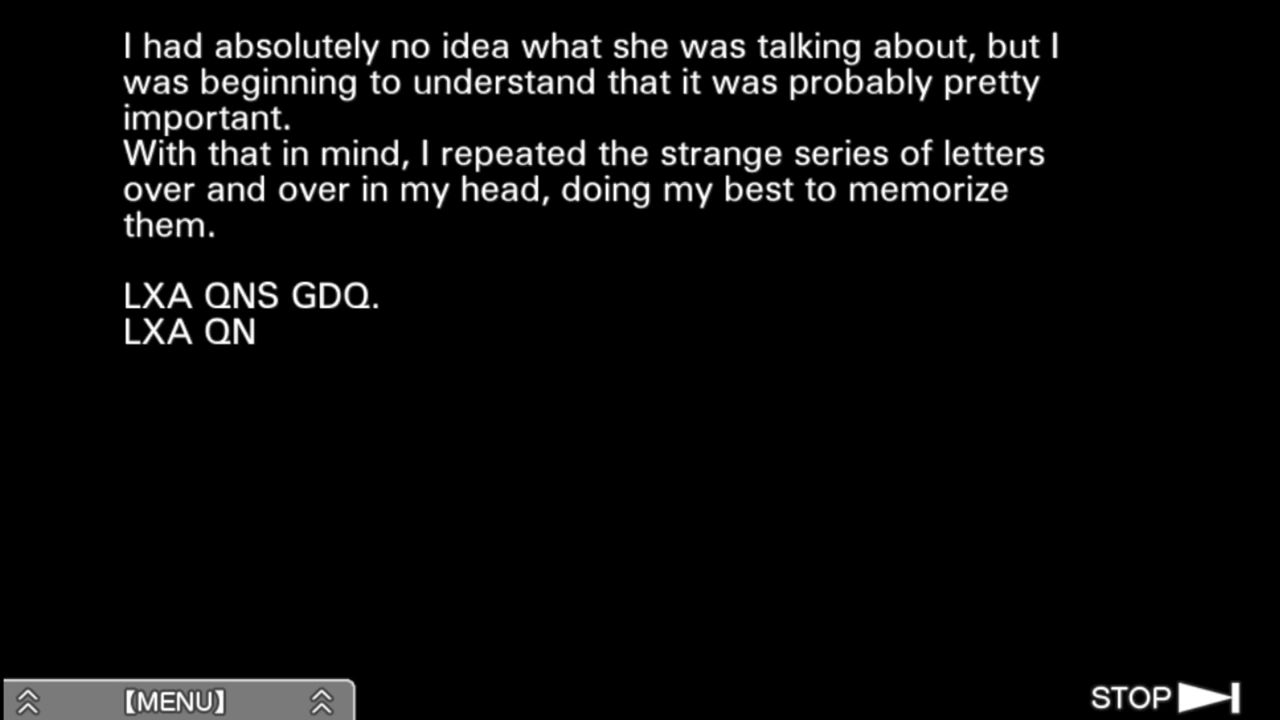 I had absolutely no idea what she was talking about, but I
was beginning to understand that it was probably pretty
important.
With that in mind, I repeated the strange series of letters
over and over in my head, doing my best to memorize
them.
LXA QNS GDQ.
LXA QN
【MENU】
STOP